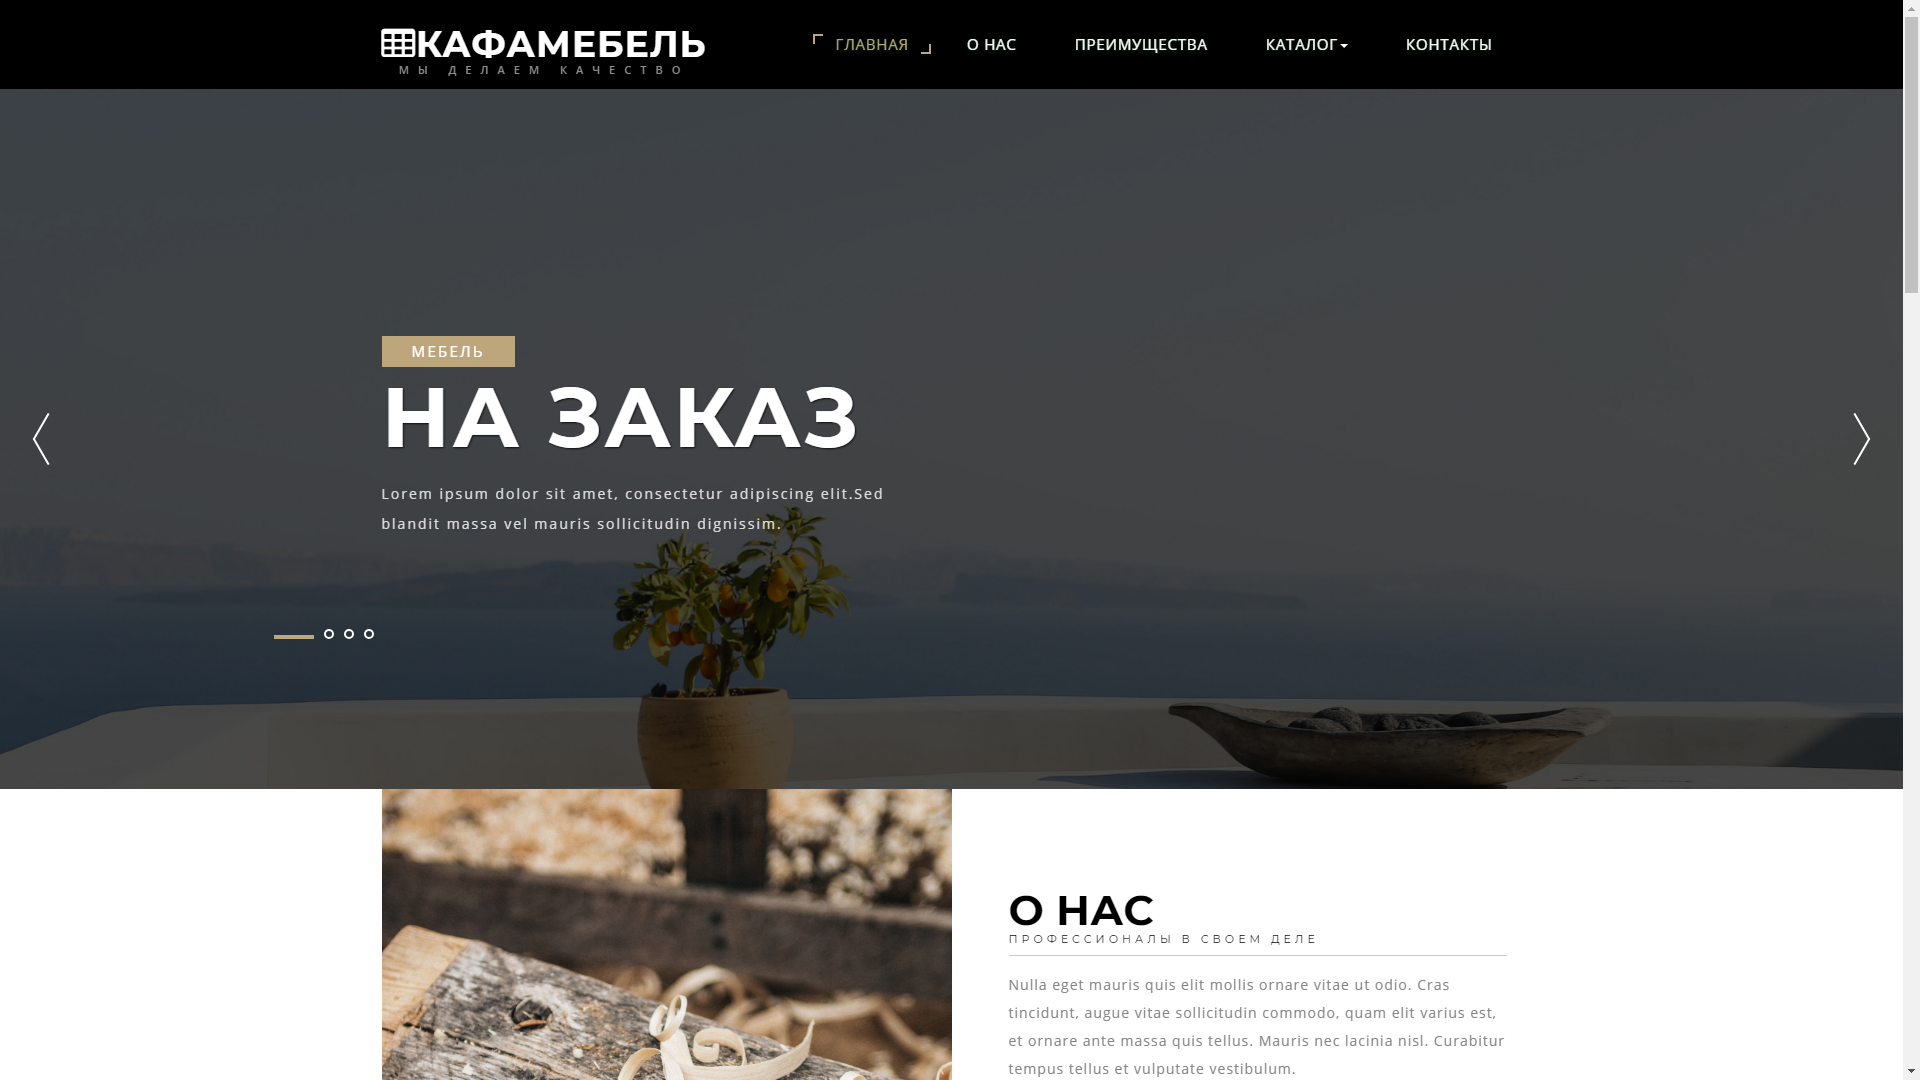 КАФАМЕБЕЛЬ
МЫ ДЕЛАЕМ КАЧЕСТВО
ГЛАВНАЯ
О НАС
ПРЕИМУЩЕСТВА
КАТАЛОГ
КОНТАКТЫ
МЕБЕЛЬ
НА ЗАКАЗ
Lorem ipsum dolor sit amet, consectetur adipiscing elit.Sed
blandit massa vel mauris sollicitudin dignissim.
О НАС
ПРОФЕССИОНАЛЫ В СВОЕМ ДЕЛЕ
Nulla eget mauris quis elit mollis ornare vitae ut odio. Cras
tincidunt, augue vitae sollicitudin commodo, quam elit varius est,
et ornare ante massa quis tellus. Mauris nec lacinia nisl. Curabitur
tempus tellus et vulputate vestibulum.